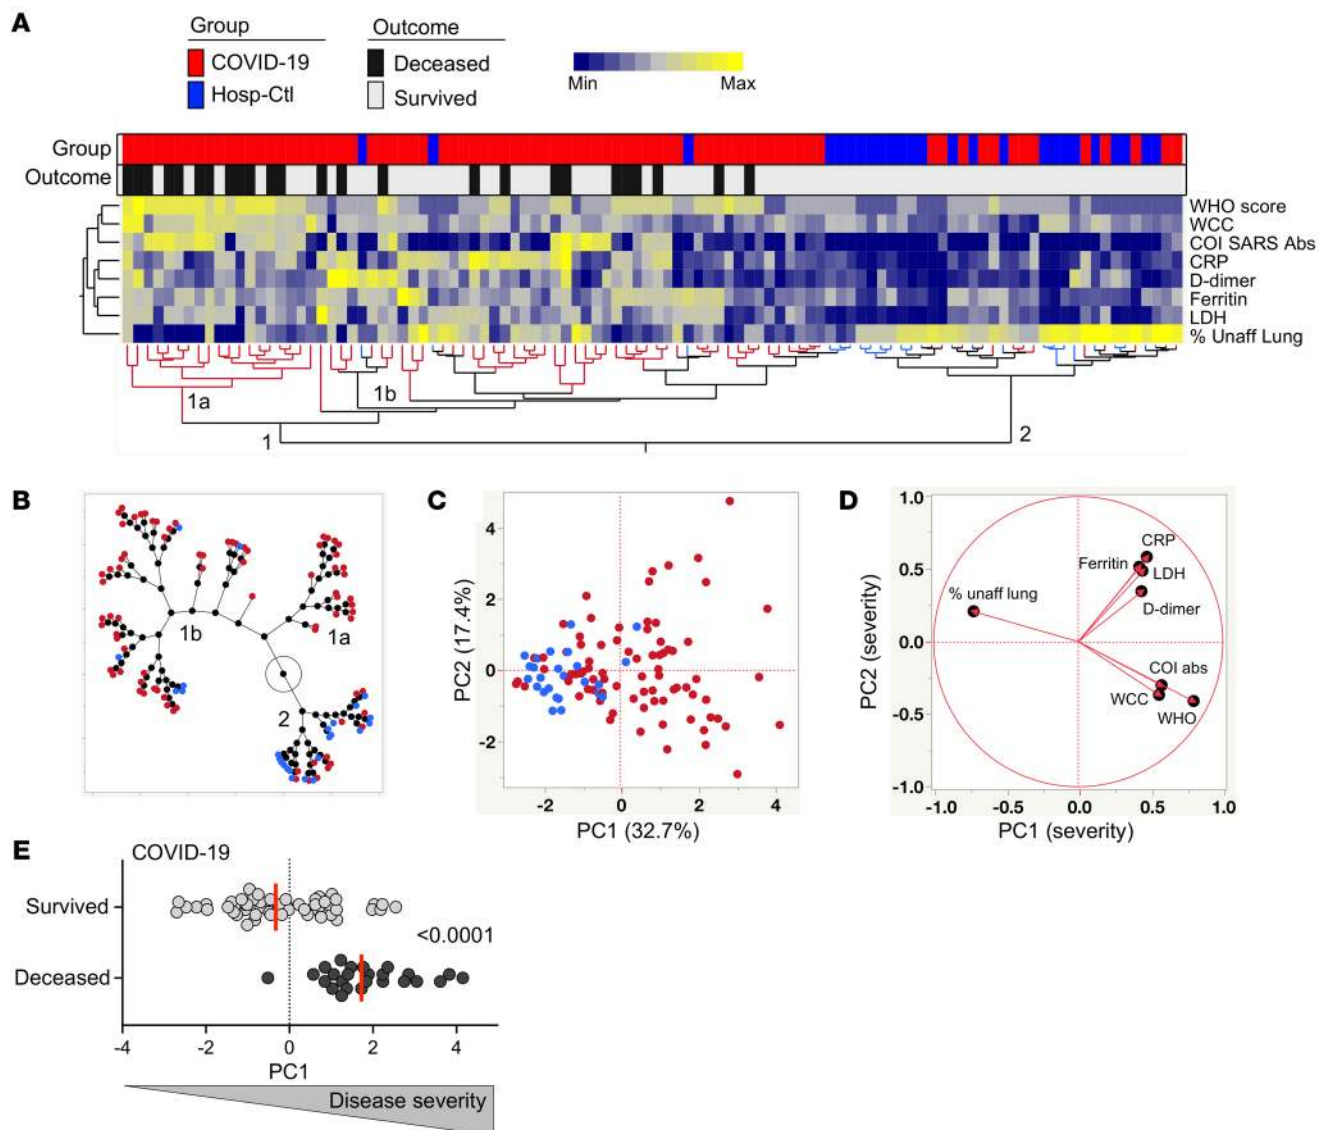 A
Group
Outcome
COVID-19
Deceased
Hosp-Ctl
Survived
Min
Max
Group
Outcome
WHO score
WCC
COI SARS Abs
CRP
D-dimer
Ferritin
LDH
% Unaff Lung
1a
1b
1
2
B
1b
1a
2
C
4
2
0
-2
PC2 (17.4%)
-2
0
2
4
PC1 (32.7%)
D
1.0
0.5
0.0
-0.5
-1.0
PC2 (severity)
CRP
Ferritin
LDH
% unaff lung
D-dimer
COI abs
WCC
WHO
-1.0
-0.5
0.0
0.5
1.0
PC1 (severity)
E
COVID-19
Survived
<0.0001
Deceased
-4
-2
0
2
4
PC1
Disease severity